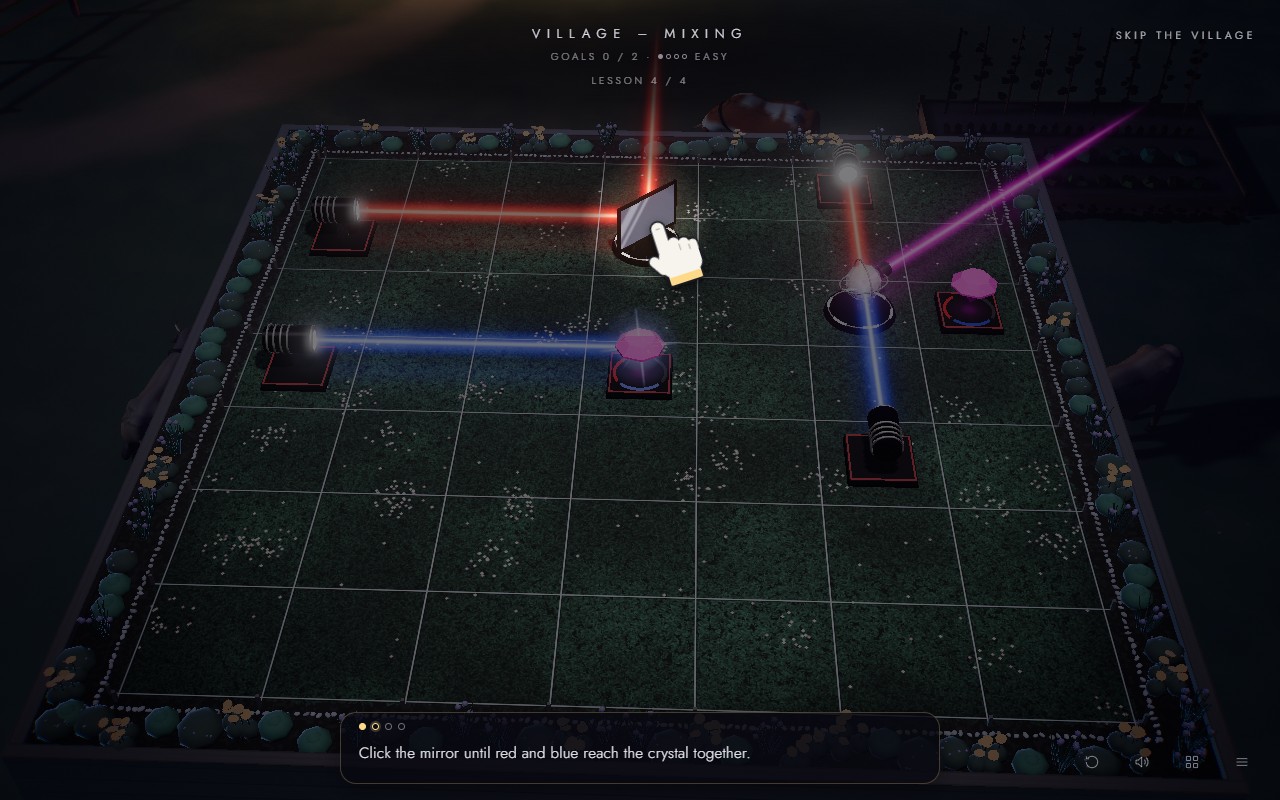 VILLAGE – MIXING
SKIP THE VILLAGE
GOALS 0 / 2 · EASY
LESSON 4 / 4
Click the mirror until red and blue reach the crystal together.